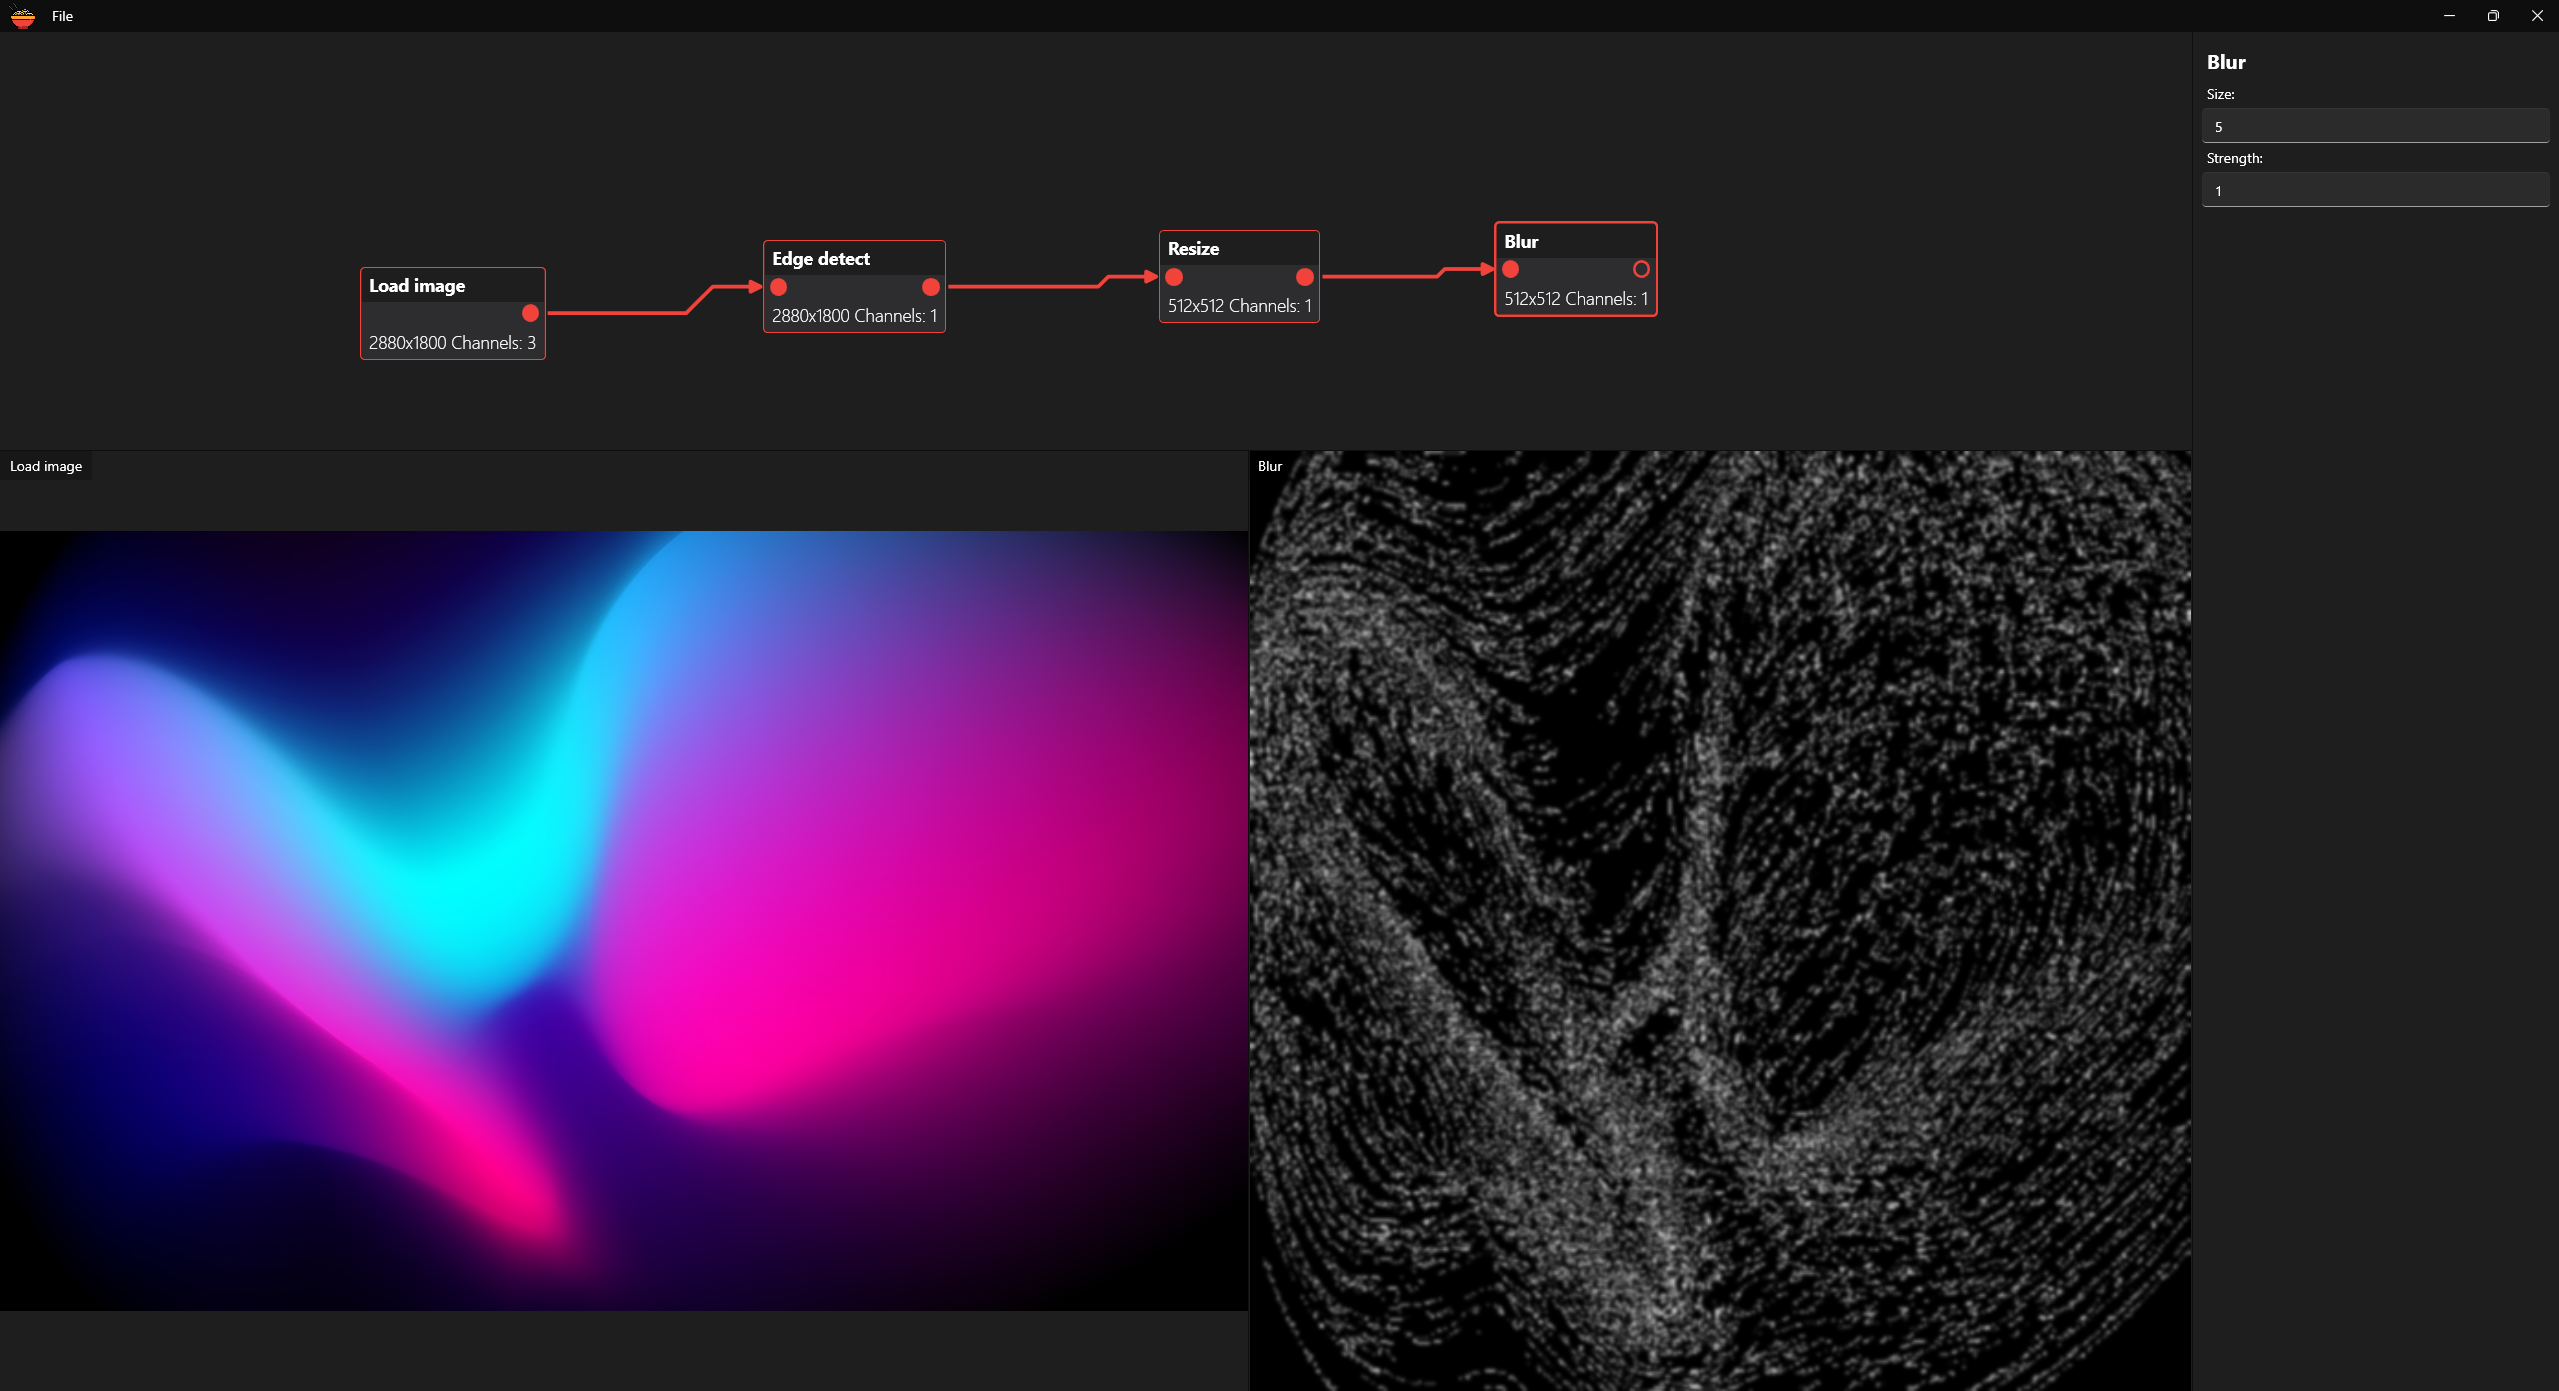 File
Blur
Size:
5
Strength:
1
Load image
2880x1800 Channels: 3
Edge detect
2880x1800 Channels: 1
Resize
512x512 Channels: 1
Blur
512x512 Channels: 1
Load image
Blur